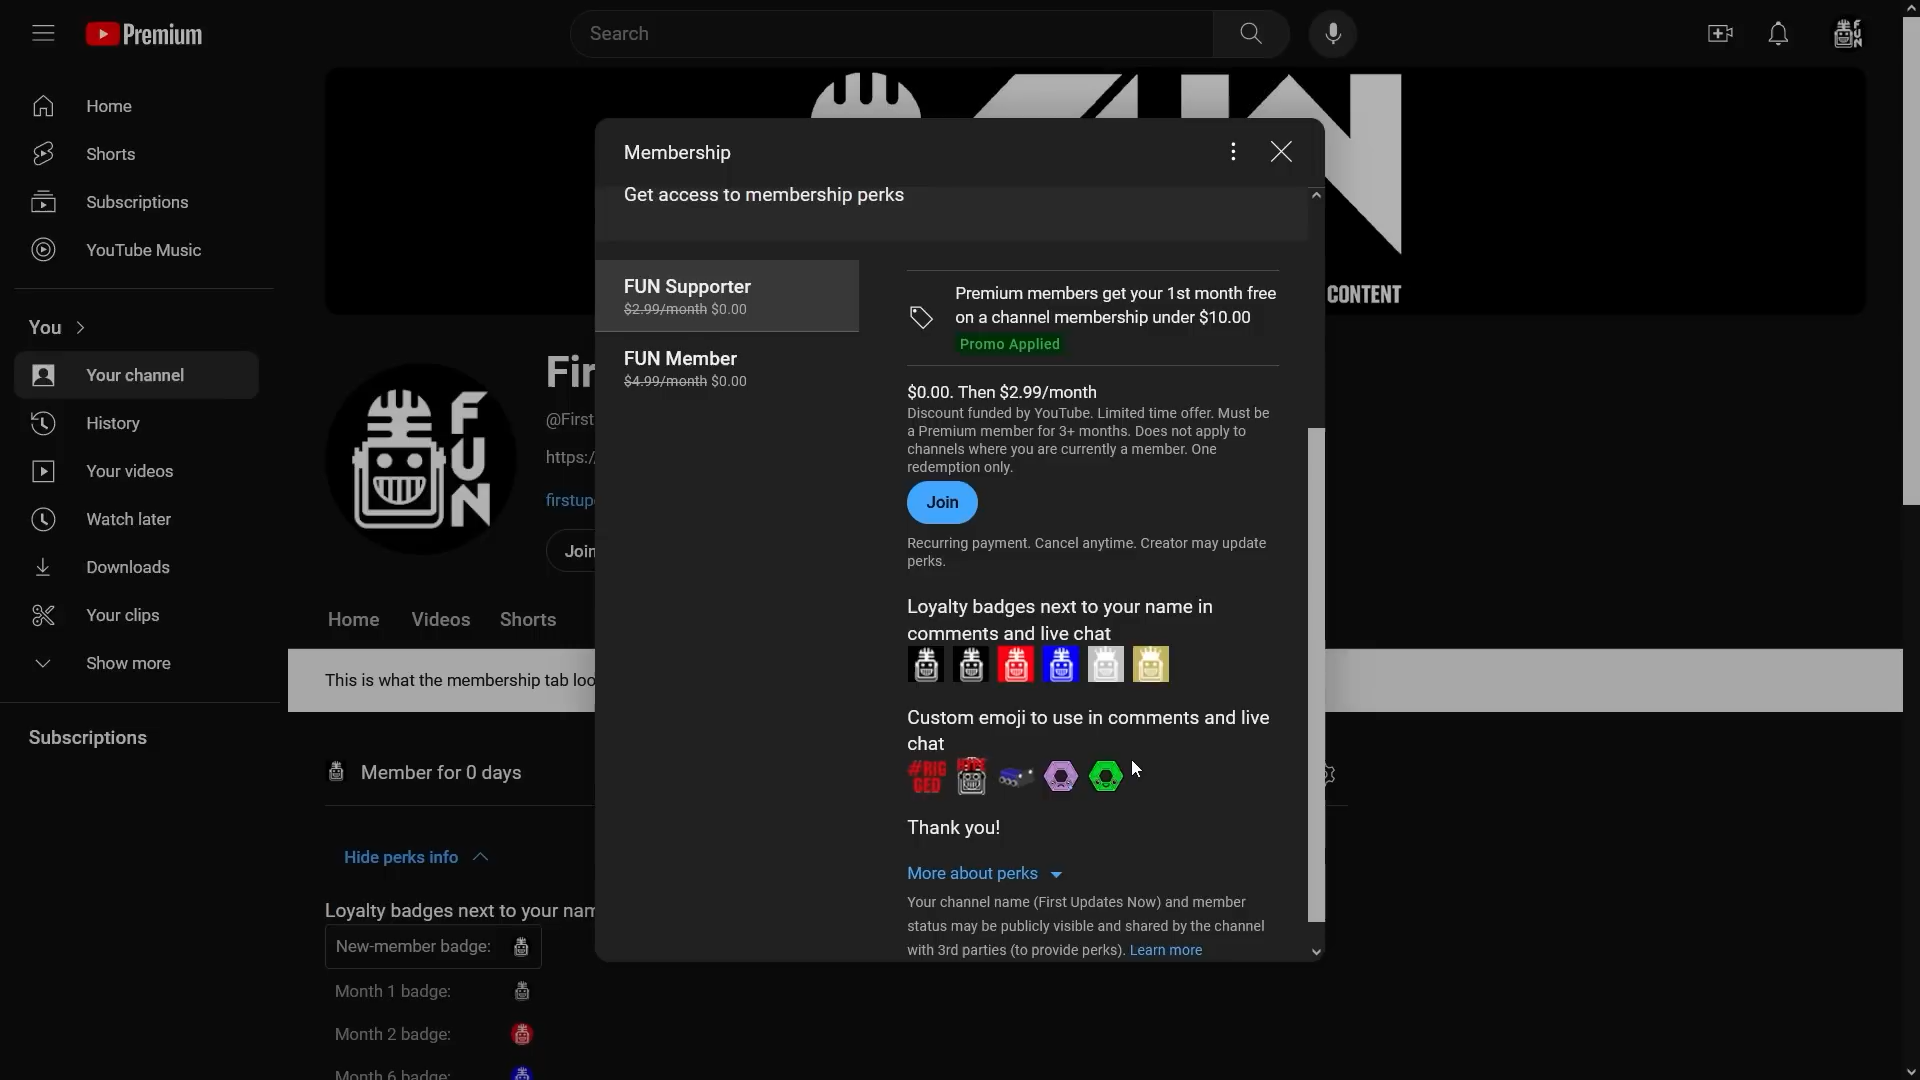 Premium
Search
FUN
Home
Shorts
Subscriptions
YouTube Music
You
Your channel
History
Your videos
Watch later
Downloads
Your clips
Show more
Subscriptions
CONTENT
FUN
Fir
@First
https:/
firstup
Join
Home Videos Shorts
This is what the membership tab loo
Member for 0 days
Hide perks info
Loyalty badges next to your nam
New-member badge:
Month 1 badge:
Month 2 badge:
Month 6 badge:
Membership
Get access to membership perks
FUN Supporter
$2.99/month $0.00
FUN Member
$4.99/month $0.00
Premium members get your 1st month free
on a channel membership under $10.00
Promo Applied
$0.00. Then $2.99/month
Discount funded by YouTube. Limited time offer. Must be
a Premium member for 3+ months. Does not apply to
channels where you are currently a member. One
redemption only.
Join
Recurring payment. Cancel anytime. Creator may update
perks.
Loyalty badges next to your name in
comments and live chat
Custom emoji to use in comments and live
chat
#RIG
GED
HYPE
Thank you!
More about perks
Your channel name (First Updates Now) and member
status may be publicly visible and shared by the channel
with 3rd parties (to provide perks). Learn more